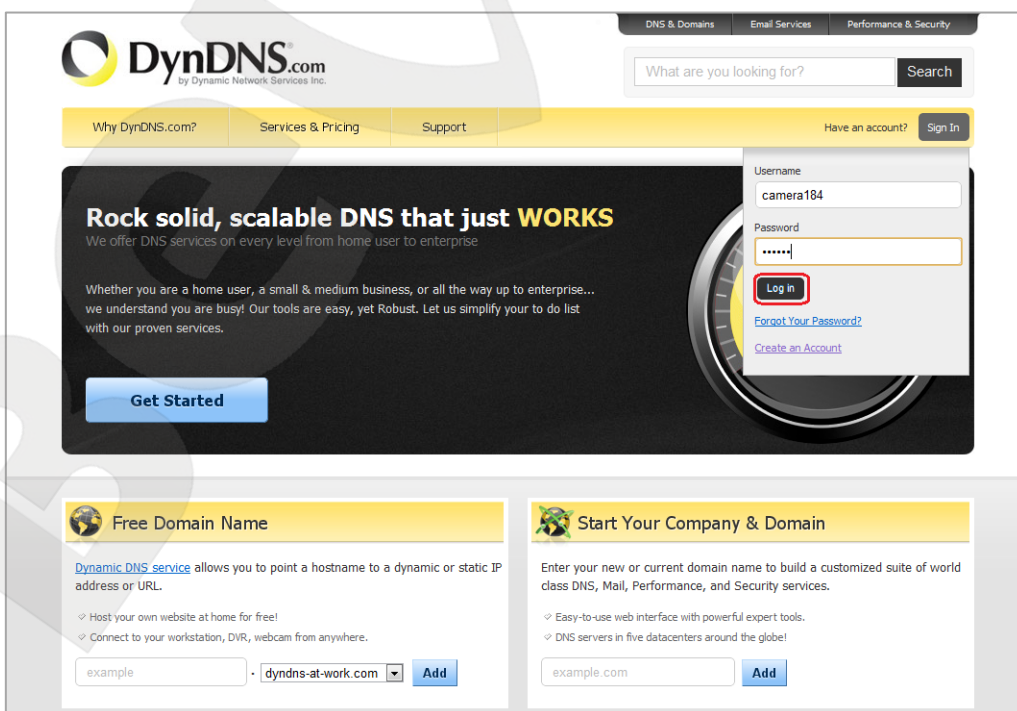 DNS & Domains Email Services Performance & Security
DynDNS.com
by Dynamic Network Services Inc.
What are you looking for? Search
Why DynDNS.com? Services & Pricing Support Have an account? Sign In
Username
camera184
Password
••••••
Log in
Forgot Your Password?
Create an Account
Rock solid, scalable DNS that just WORKS
We offer DNS services on every level from home user to enterprise
Whether you are a home user, a small & medium business, or all the way up to enterprise...
we understand you are busy! Our tools are easy, yet Robust. Let us simplify your to do list
with our proven services.
Get Started
Free Domain Name
Dynamic DNS service allows you to point a hostname to a dynamic or static IP
address or URL.
Host your own website at home for free!
Connect to your workstation, DVR, webcam from anywhere.
example . dyndns-at-work.com Add
Start Your Company & Domain
Enter your new or current domain name to build a customized suite of world
class DNS, Mail, Performance, and Security services.
Easy-to-use web interface with powerful expert tools.
DNS servers in five datacenters around the globe!
example.com Add